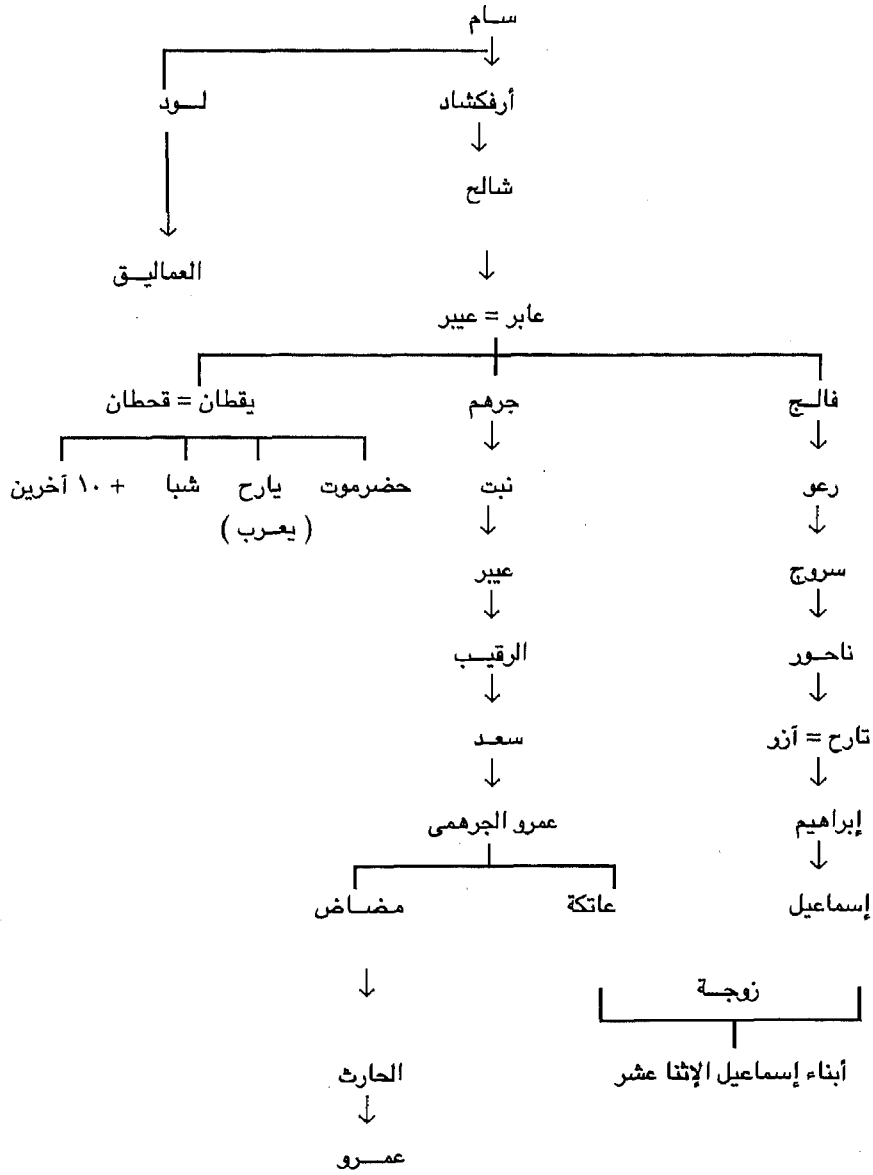 سام
أرفكشاد لود
شالح
العماليق
عابر = عيبر
فالج جرهم يقطان = قحطان
رعو نبت حضرموت يارح شبا + ١٠ آخرين
( يعرب )
سروج عيبر
ناحور الرقيب
تارح = آزر سعد
إبراهيم عمرو الجرهمى
إسماعيل عاتكة مضاض
زوجة
أبناء إسماعيل الإثنا عشر الحارث
عمرو